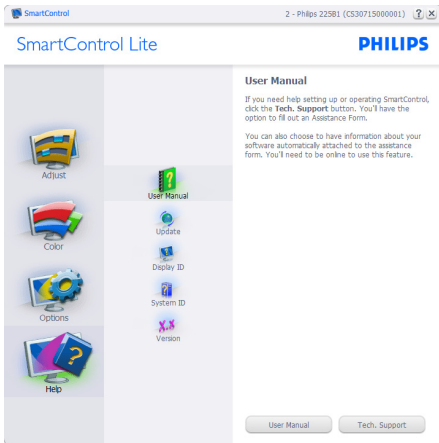 SmartControl
2 - Philips 225B1 (CS30715000001)
SmartControl Lite
PHILIPS
Adjust
Color
Options
Help
User Manual
Update
Display ID
System ID
X.X
Version
User Manual
If you need help setting up or operating SmartControl,
click the Tech. Support button. You'll have the
option to fill out an Assistance Form.
You can also choose to have information about your
software automatically attached to the assistance
form. You'll need to be online to use this feature.
User Manual
Tech. Support